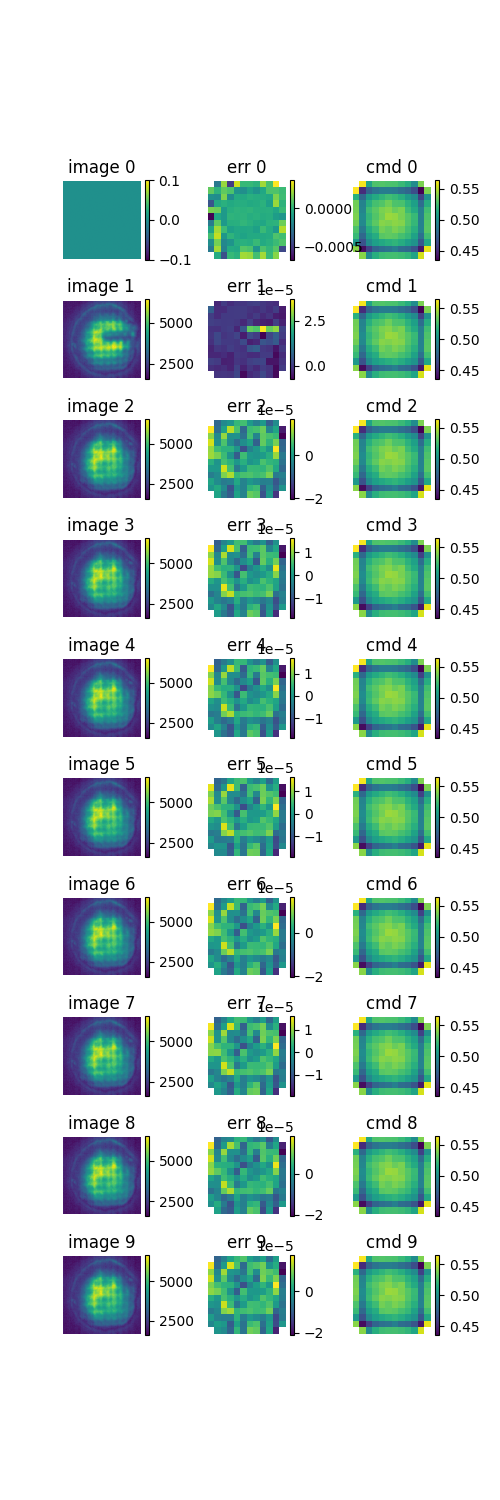 image 0 err 0 cmd 0
0.1 0.0 −0.1
0.0000 −0.0005
0.55 0.50 0.45
image 1 err 1 cmd 1
5000 2500
1e−5 2.5 0.0
0.55 0.50 0.45
image 2 err 2 cmd 2
5000 2500
1e−5 0 −2
0.55 0.50 0.45
image 3 err 3 cmd 3
5000 2500
1e−5 1 0 −1
0.55 0.50 0.45
image 4 err 4 cmd 4
5000 2500
1e−5 1 0 −1
0.55 0.50 0.45
image 5 err 5 cmd 5
5000 2500
1e−5 1 0 −1
0.55 0.50 0.45
image 6 err 6 cmd 6
5000 2500
1e−5 0 −2
0.55 0.50 0.45
image 7 err 7 cmd 7
5000 2500
1e−5 1 0 −1
0.55 0.50 0.45
image 8 err 8 cmd 8
5000 2500
1e−5 0 −2
0.55 0.50 0.45
image 9 err 9 cmd 9
5000 2500
1e−5 0 −2
0.55 0.50 0.45